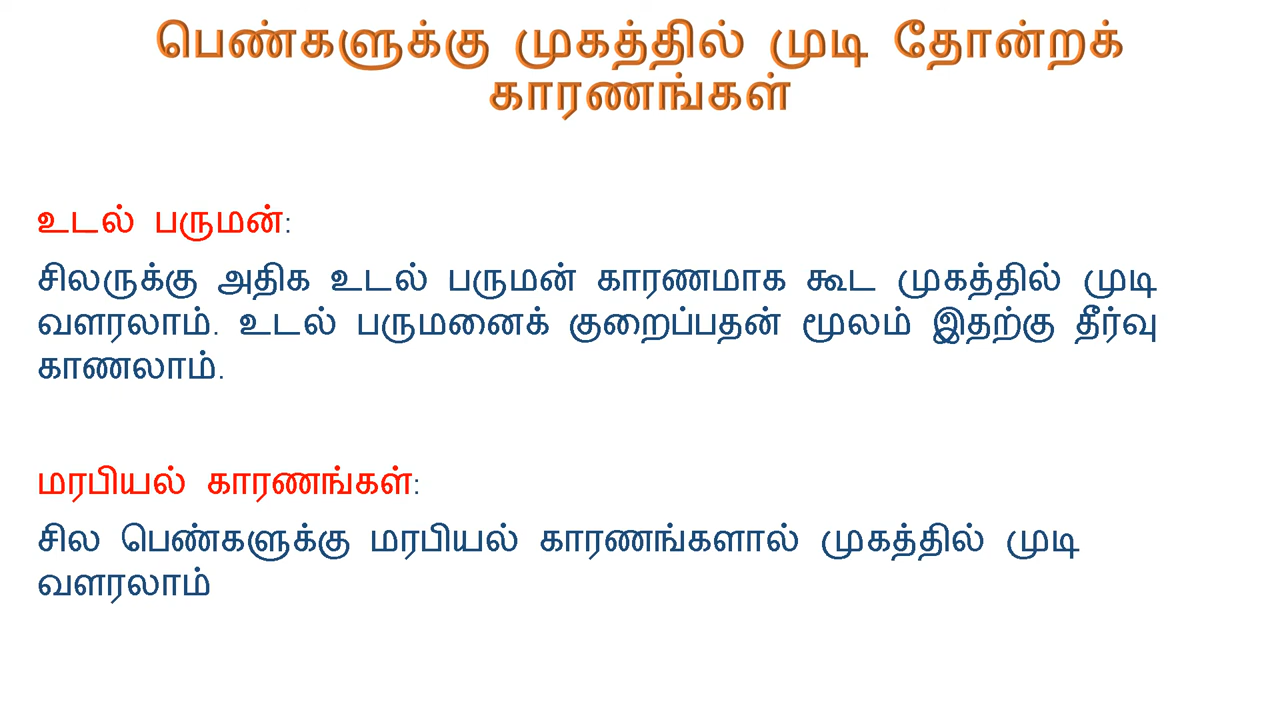 பெண்களுக்கு முகத்தில் முடி தோன்றக்
காரணங்கள்
உடல் பருமன்:
சிலருக்கு அதிக உடல் பருமன் காரணமாக கூட முகத்தில் முடி
வளரலாம். உடல் பருமனைக் குறைப்பதன் மூலம் இதற்கு தீர்வு
காணலாம்.
மரபியல் காரணங்கள்:
சில பெண்களுக்கு மரபியல் காரணங்களால் முகத்தில் முடி
வளரலாம்